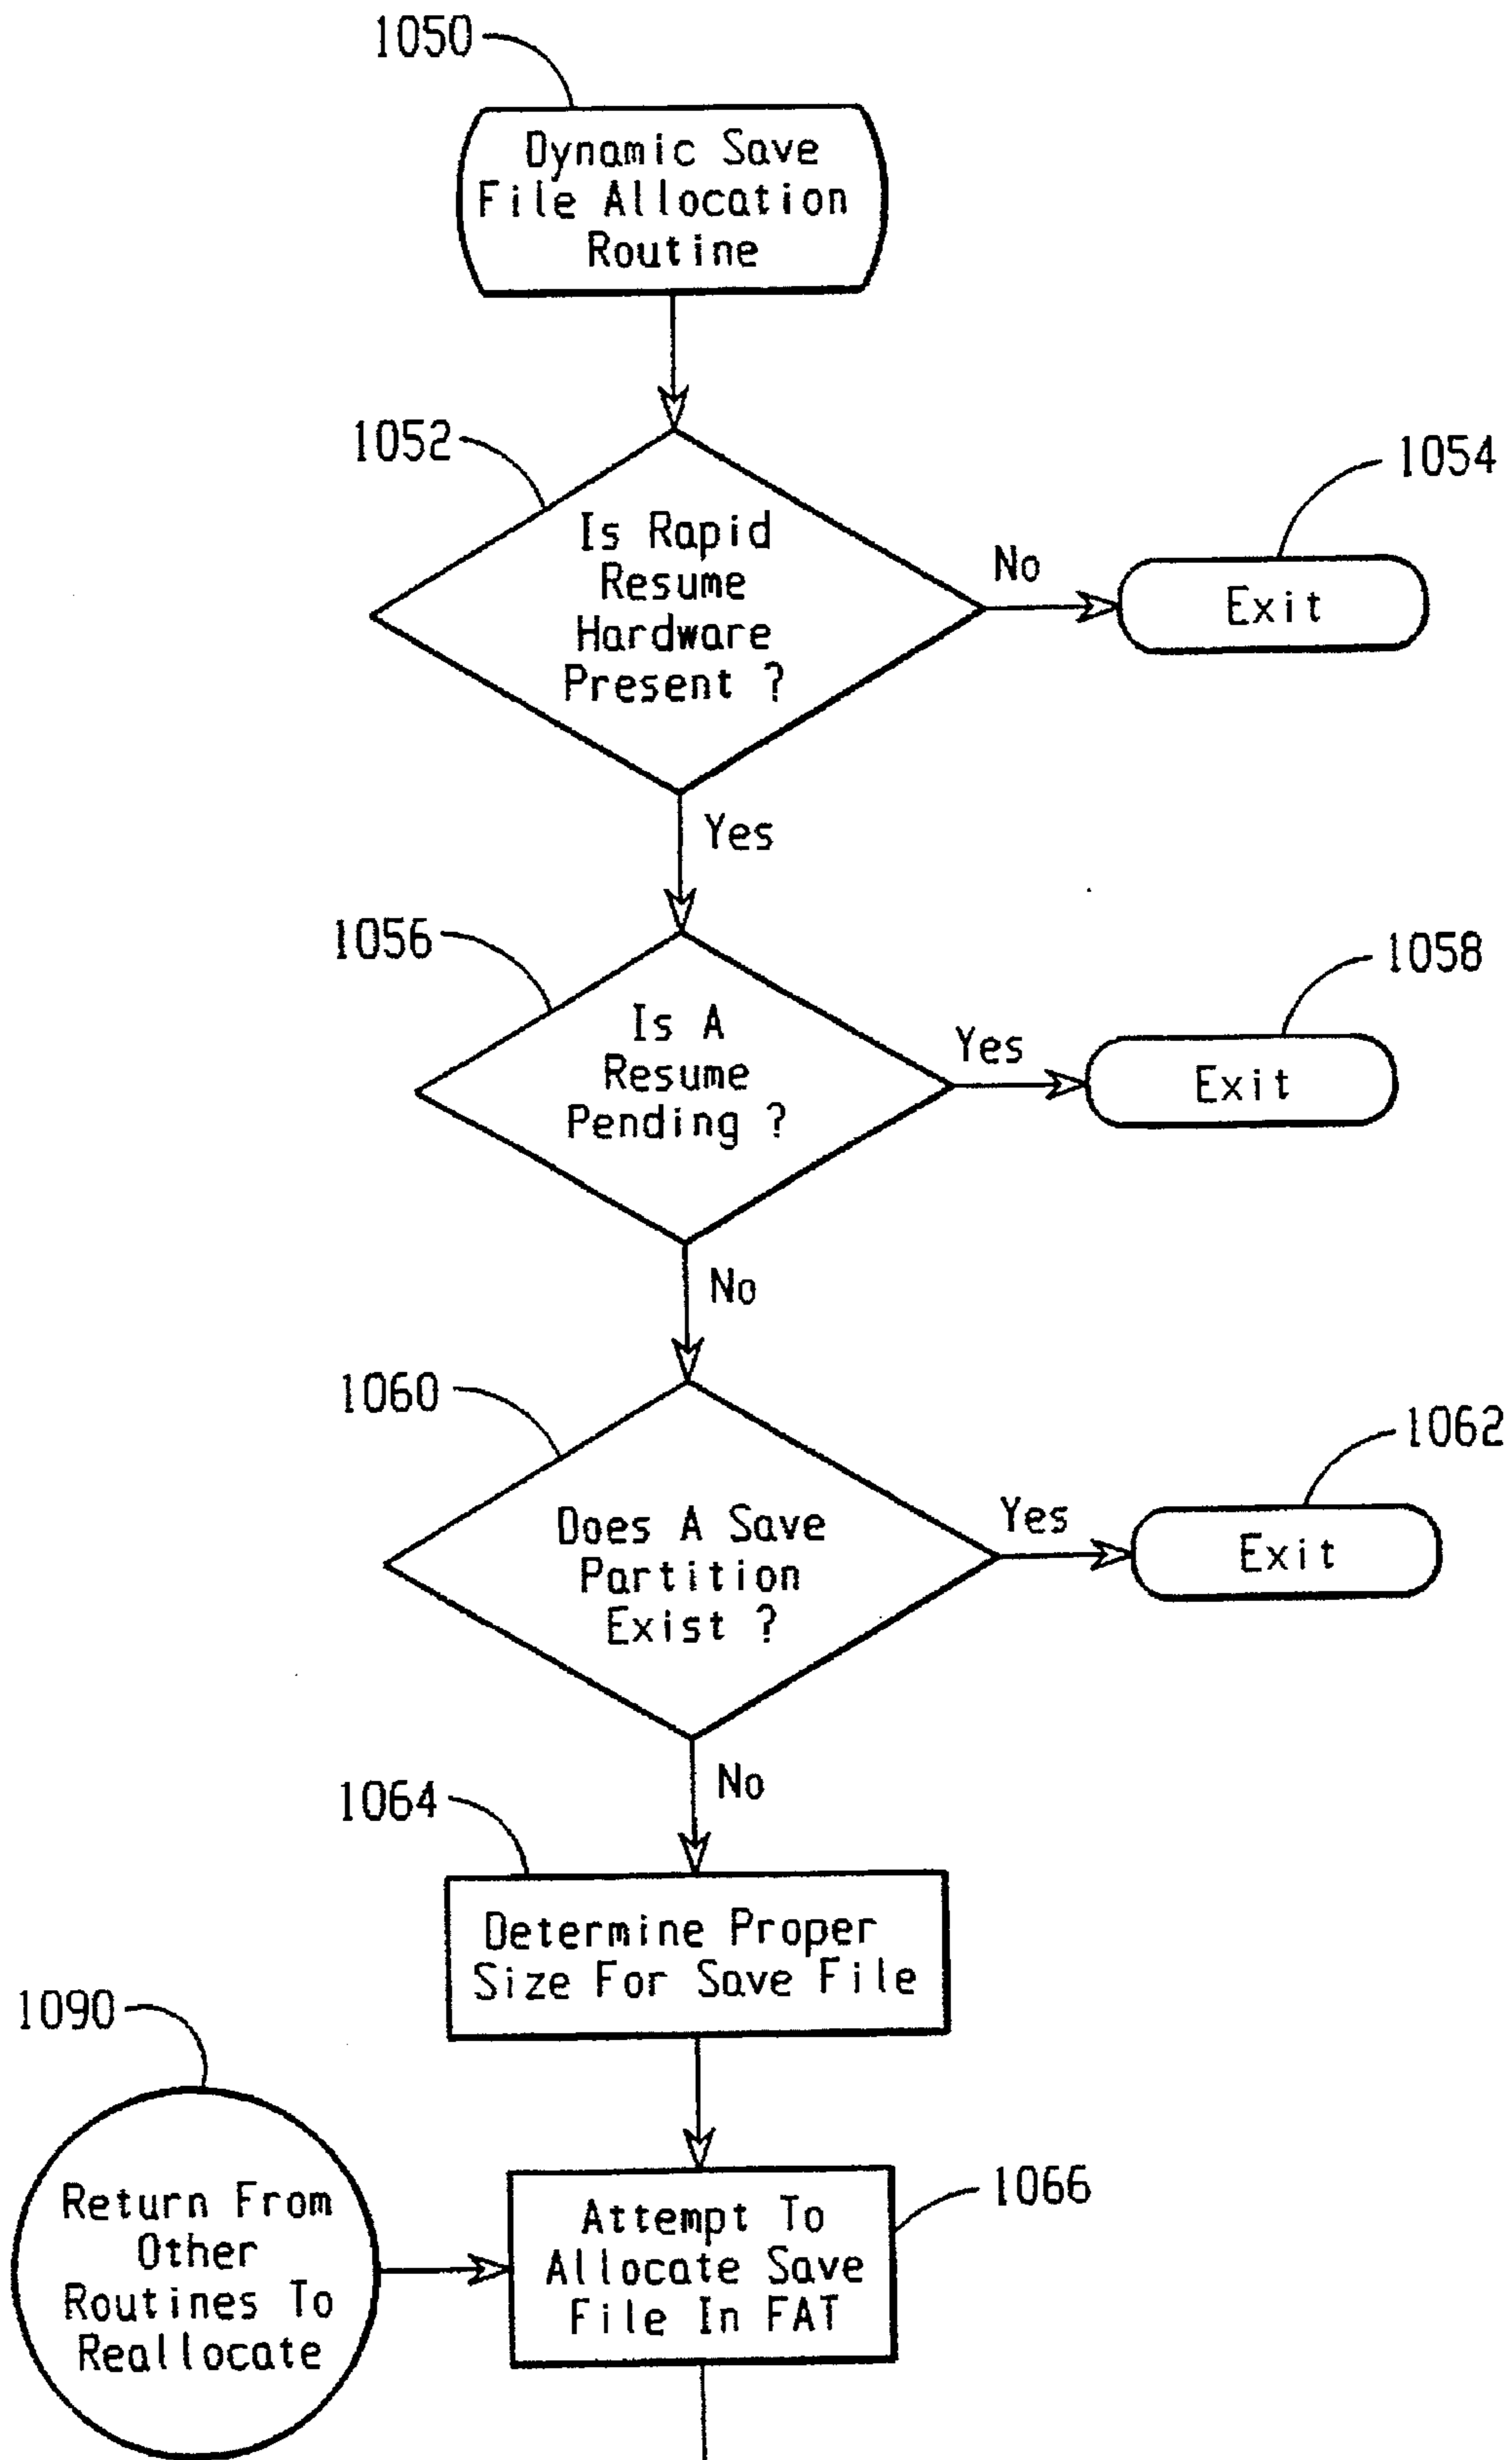 1050
Dynamic Save
File Allocation
Routine
1052
Is Rapid
Resume
Hardware
Present ?
No
1054
Exit
Yes
1056
Is A
Resume
Pending ?
Yes
1058
Exit
No
1060
Does A Save
Partition
Exist ?
Yes
1062
Exit
No
1064
Determine Proper
Size For Save File
1090
Return From
Other
Routines To
Reallocate
1066
Attempt To
Allocate Save
File In FAT